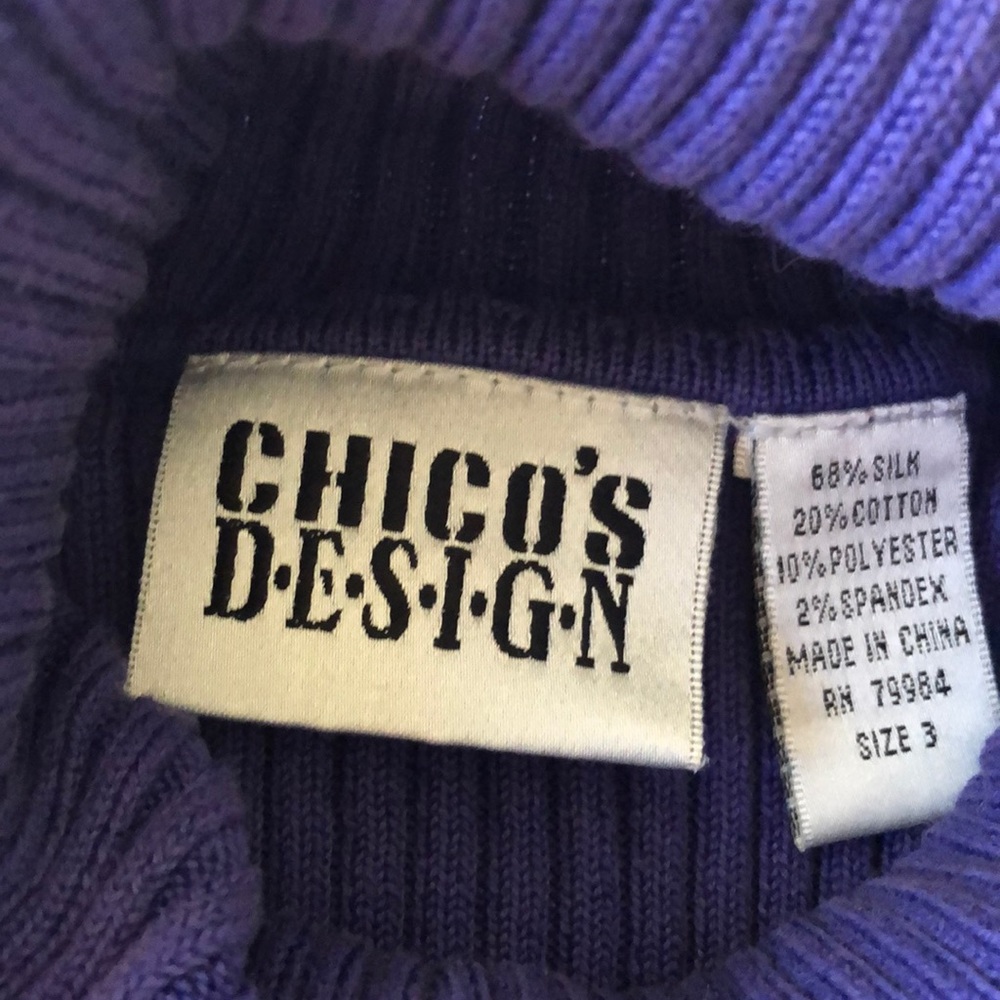 CHICO'S
D·E·S·I·G·N
68% SILK
20% COTTON
10% POLYESTER
2% SPANDEX
MADE IN CHINA
RN 79984
SIZE 3